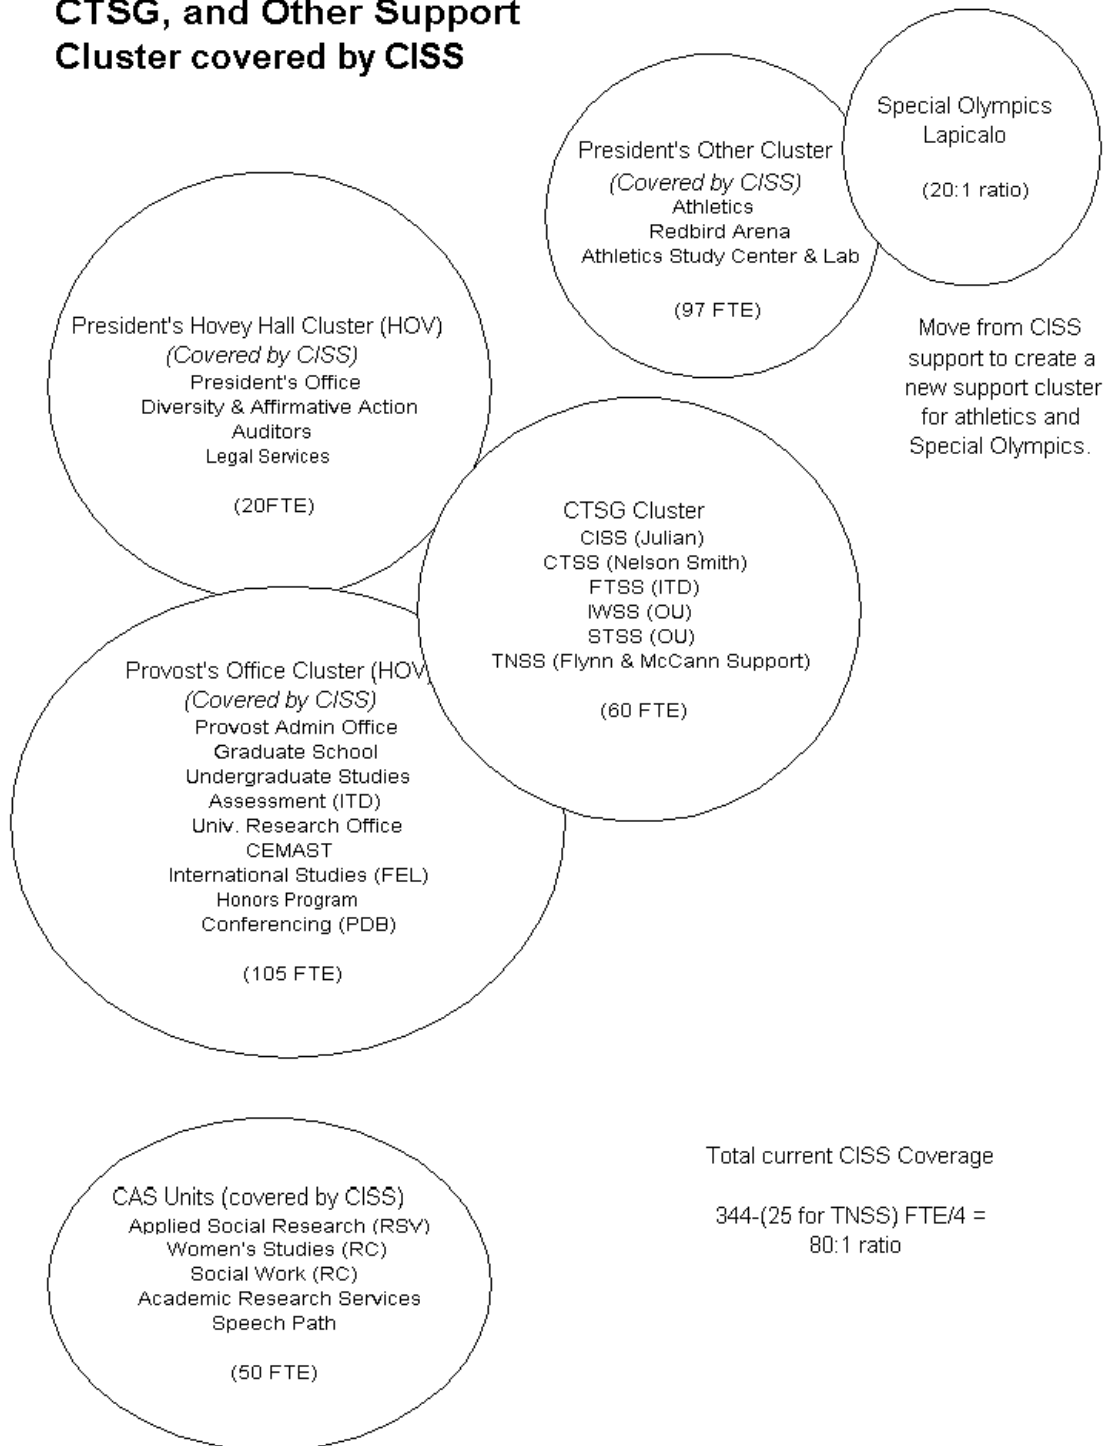 CTSG, and Other Support
Cluster covered by CISS
Special Olympics
Lapicalo
(20:1 ratio)
President's Other Cluster
(Covered by CISS)
Athletics
Redbird Arena
Athletics Study Center & Lab
(97 FTE)
Move from CISS
support to create a
new support cluster
for athletics and
Special Olympics.
President's Hovey Hall Cluster (HOV)
(Covered by CISS)
President's Office
Diversity & Affirmative Action
Auditors
Legal Services
(20FTE)
CTSG Cluster
CISS (Julian)
CTSS (Nelson Smith)
FTSS (ITD)
IWSS (OU)
STSS (OU)
TNSS (Flynn & McCann Support)
(60 FTE)
Provost's Office Cluster (HOV
(Covered by CISS)
Provost Admin Office
Graduate School
Undergraduate Studies
Assessment (ITD)
Univ. Research Office
CEMAST
International Studies (FEL)
Honors Program
Conferencing (PDB)
(105 FTE)
CAS Units (covered by CISS)
Applied Social Research (RSV)
Women's Studies (RC)
Social Work (RC)
Academic Research Services
Speech Path
(50 FTE)
Total current CISS Coverage
344-(25 for TNSS) FTE/4 =
80:1 ratio